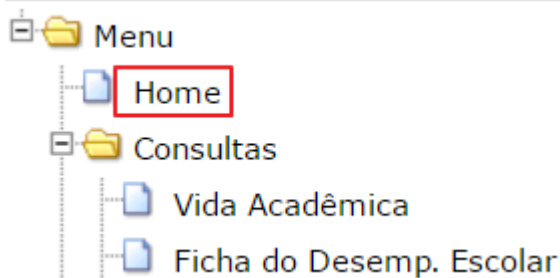 Menu
Home
Consultas
Vida Acadêmica
Ficha do Desemp. Escolar